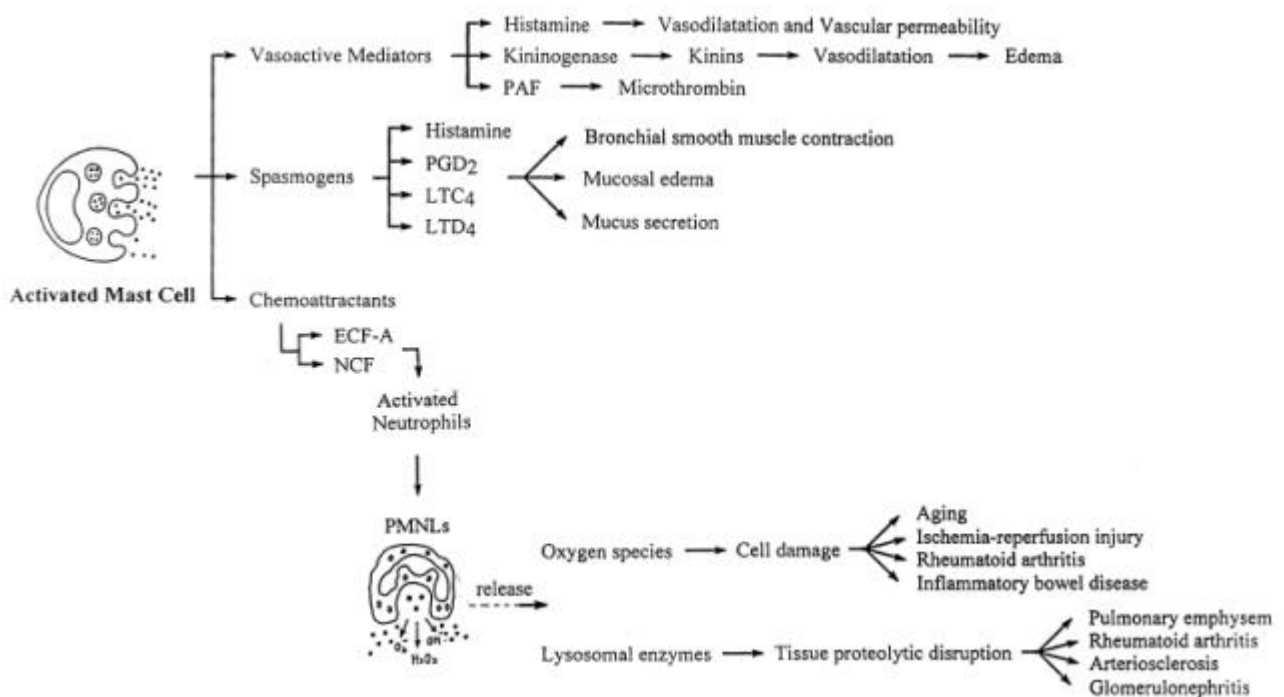 Histamine
Vasodilatation and Vascular permeability
Vasoactive Mediators
Kininogenase
Kinins
Vasodilatation
Edema
PAF
Microthrombin
Histamine
Bronchial smooth muscle contraction
PGD2
Spasmogens
Mucosal edema
LTC4
Mucus secretion
LTD4
Activated Mast Cell
Chemoattractants
ECF-A
NCF
Activated
Neutrophils
PMNLs
release
Oxygen species
Cell damage
Aging
Ischemia-reperfusion injury
Rheumatoid arthritis
Inflammatory bowel disease
H2O2
Lysosomal enzymes
Tissue proteolytic disruption
Pulmonary emphysem
Rheumatoid arthritis
Arteriosclerosis
Glomerulonephritis